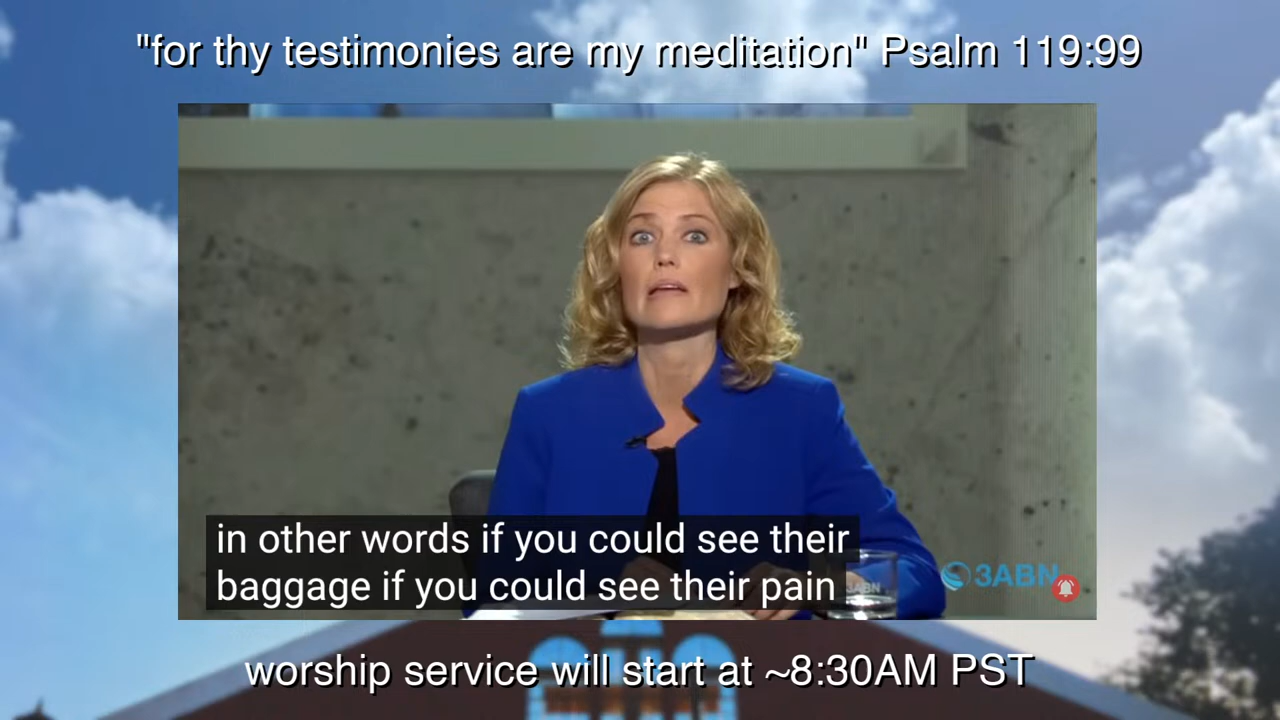 "for thy testimonies are my meditation" Psalm 119:99
in other words if you could see their
baggage if you could see their pain
3ABN
3ABN
worship service will start at ~8:30AM PST